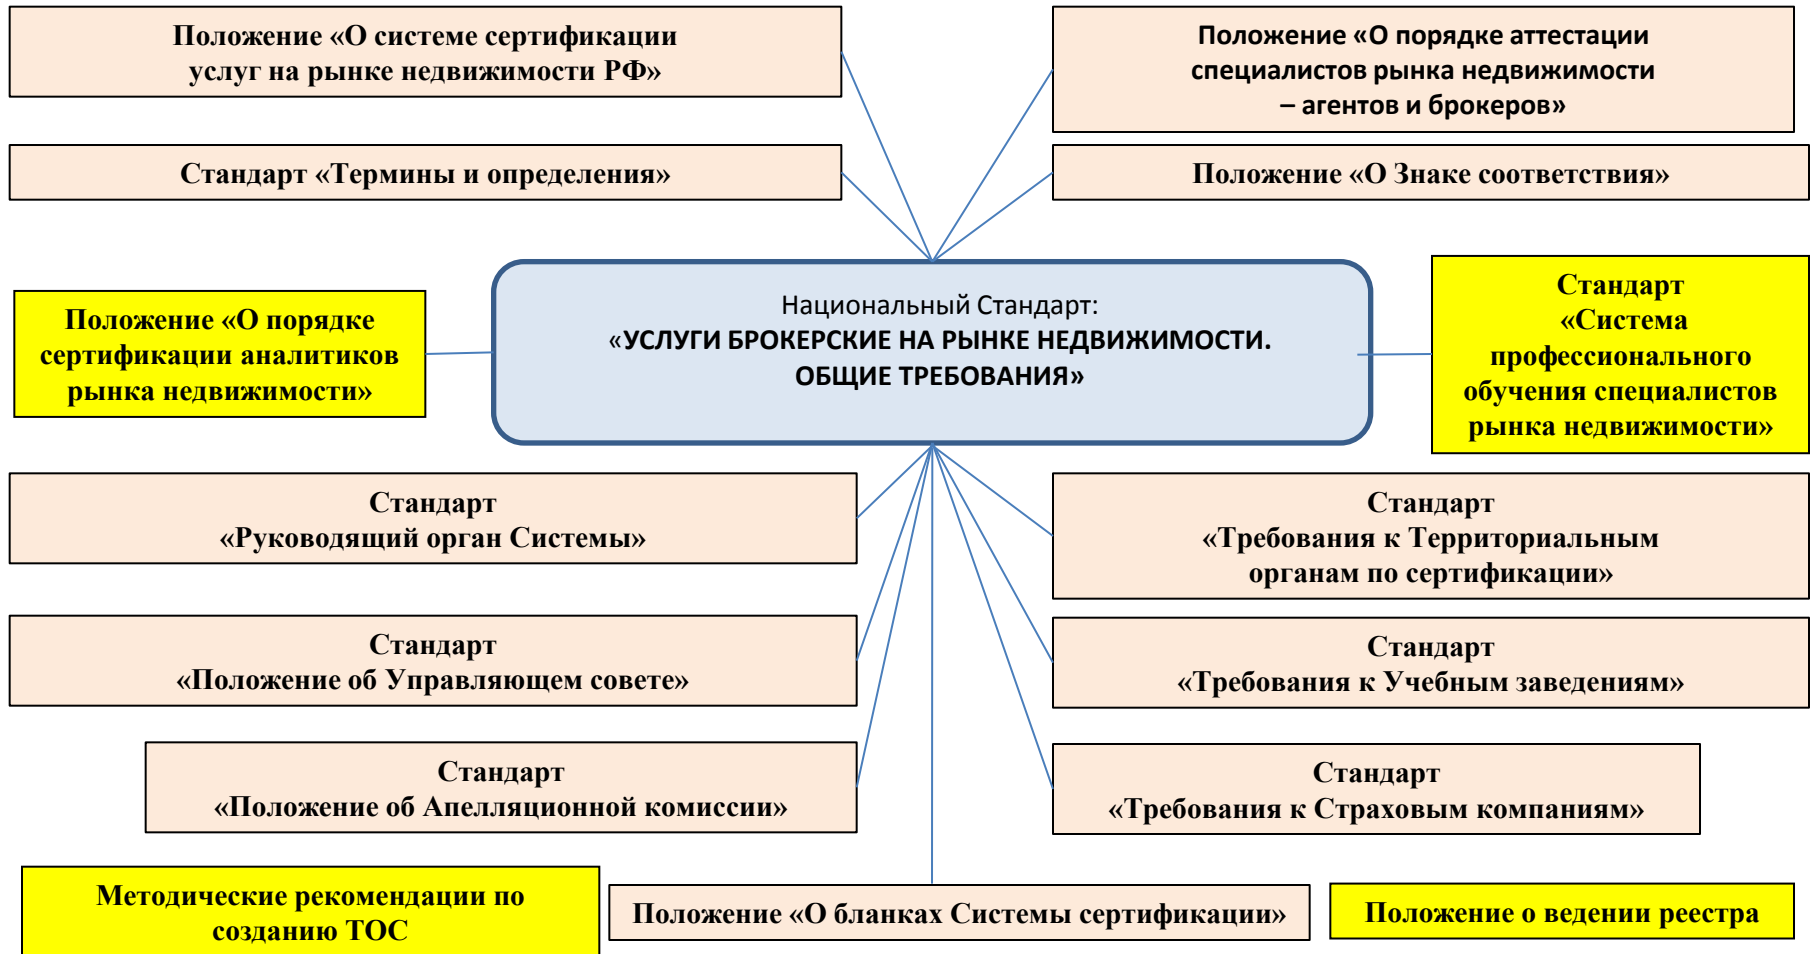 Положение «О системе сертификации
услуг на рынке недвижимости РФ»
Положение «О порядке аттестации
специалистов рынка недвижимости
– агентов и брокеров»
Стандарт «Термины и определения»
Положение «О Знаке соответствия»
Положение «О порядке
сертификации аналитиков
рынка недвижимости»
Национальный Стандарт:
«УСЛУГИ БРОКЕРСКИЕ НА РЫНКЕ НЕДВИЖИМОСТИ.
ОБЩИЕ ТРЕБОВАНИЯ»
Стандарт
«Система
профессионального
обучения специалистов
рынка недвижимости»
Стандарт
«Руководящий орган Системы»
Стандарт
«Требования к Территориальным
органам по сертификации»
Стандарт
«Положение об Управляющем совете»
Стандарт
«Требования к Учебным заведениям»
Стандарт
«Положение об Апелляционной комиссии»
Стандарт
«Требования к Страховым компаниям»
Методические рекомендации по
созданию ТОС
Положение «О бланках Системы сертификации»
Положение о ведении реестра